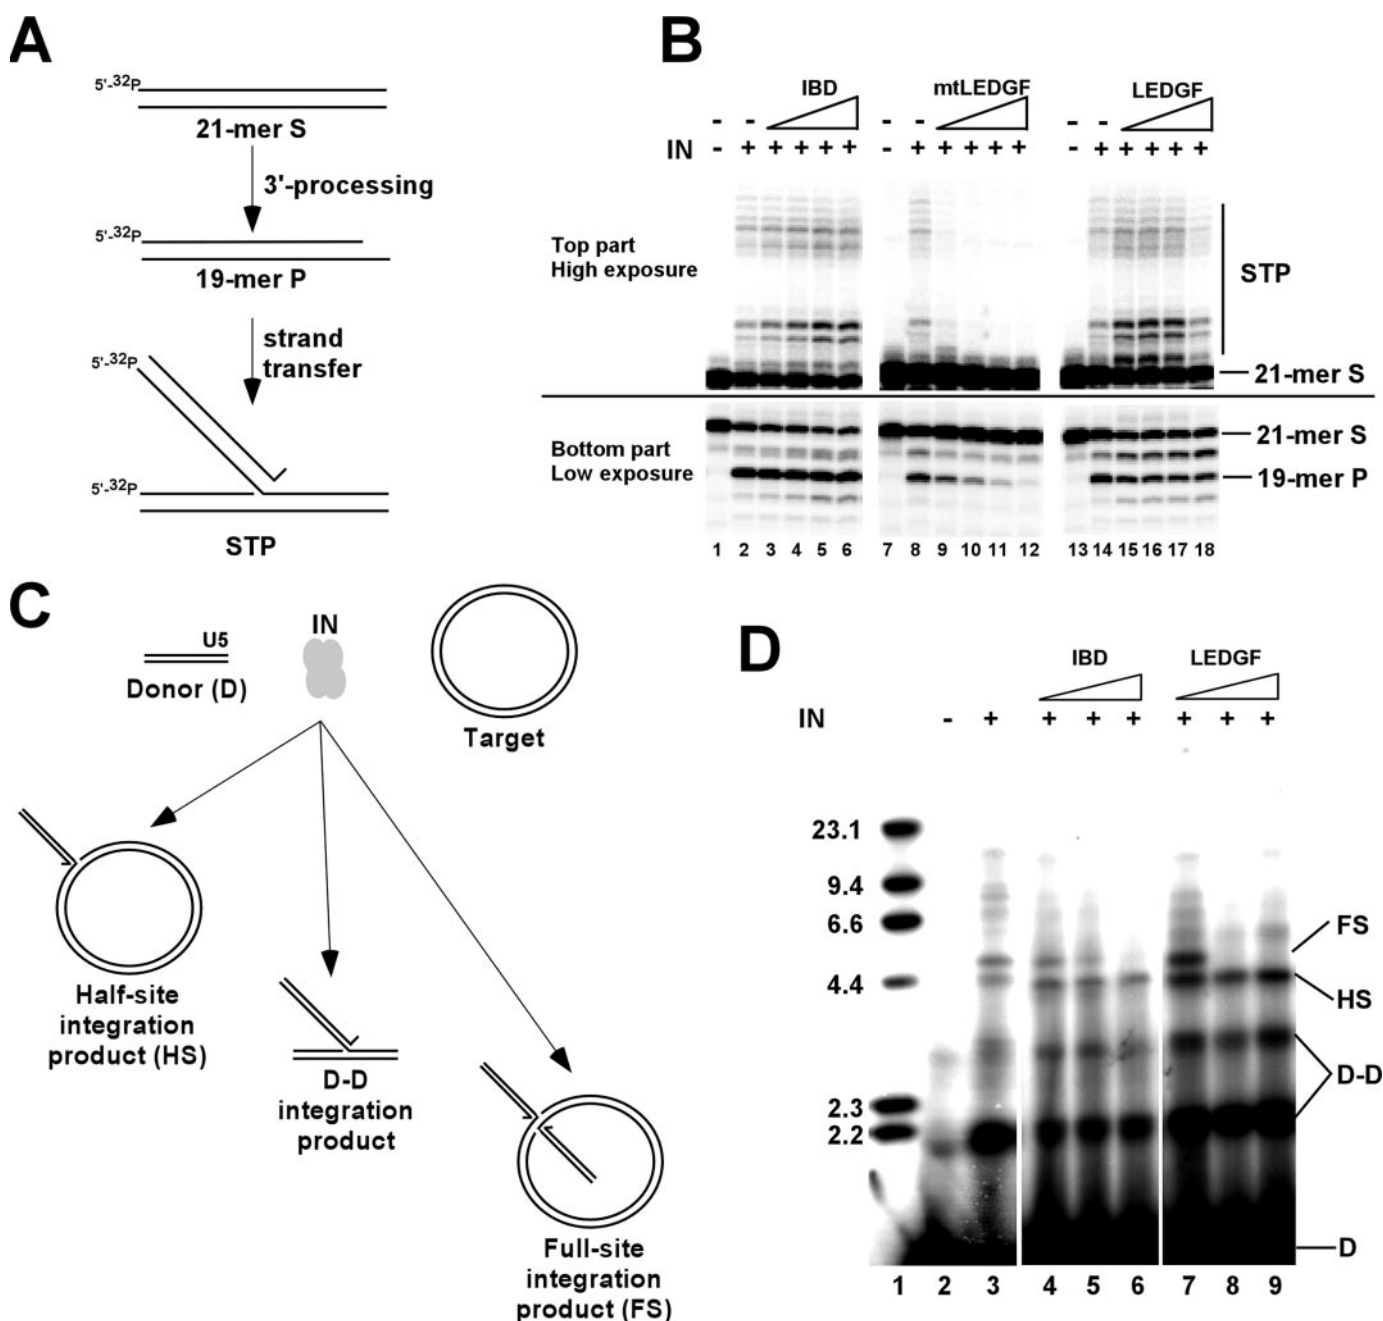 A
5'-32P
21-mer S
3'-processing
5'-32P
19-mer P
strand
transfer
5'-32P
5'-32P
STP
B
IBD
mtLEDGF
LEDGF
- - - - - -
IN - + + + + + - + + + + + - + + + + +
Top part
High exposure
STP
21-mer S
Bottom part
Low exposure
21-mer S
19-mer P
1 2 3 4 5 6 7 8 9 10 11 12 13 14 15 16 17 18
C
U5
Donor (D)
IN
Target
Half-site
integration
product (HS)
D-D
integration
product
Full-site
integration
product (FS)
D
IBD
LEDGF
IN - + + + + + + +
23.1
9.4
6.6
4.4
2.3
2.2
FS
HS
D-D
D
1 2 3 4 5 6 7 8 9